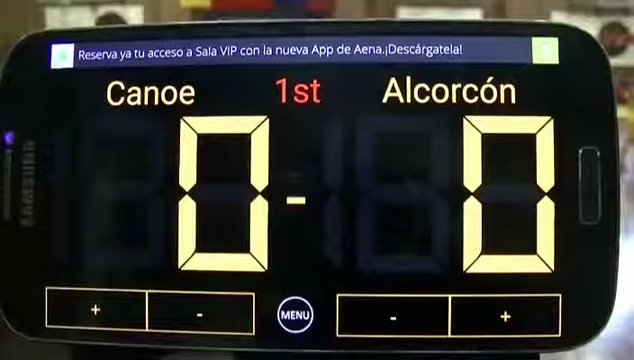 Reserva ya tu acceso a Sala VIP con la nueva App de Aena.¡Descárgatela!
Canoe 1st Alcorcón
0 - 0
+ - MENU - +
SAMSUNG